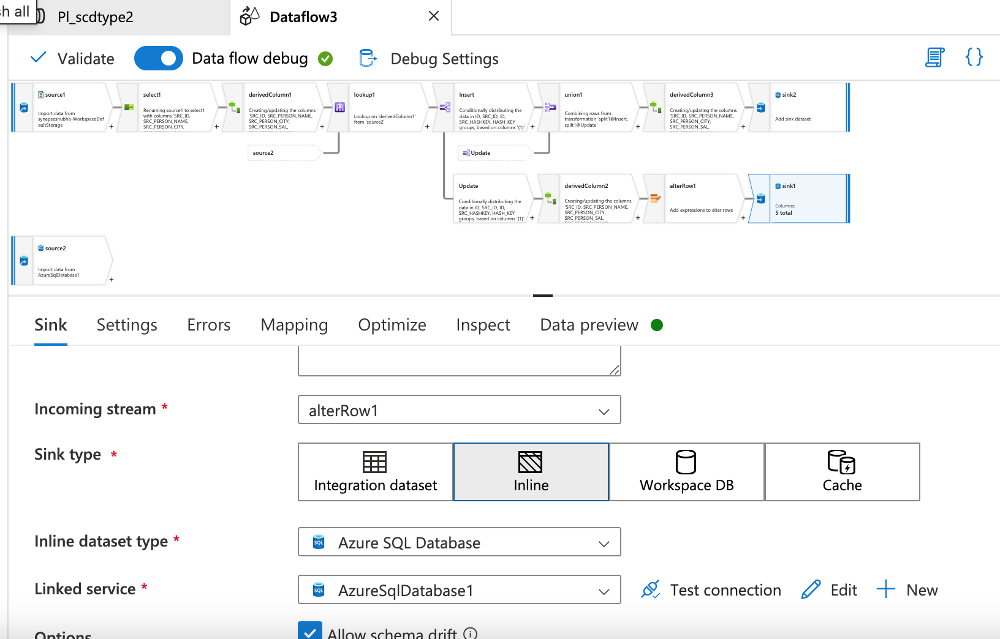 sh all
Pl_scdtype2
Dataflow3
Validate
Data flow debug
Debug Settings
source1
Import data from
synapseshubha-WorkspaceDef
aultStorage
+
select1
Renaming source1 to select1
with columns 'SRC_ID,
SRC_PERSON_NAME,
SRC_PERSON_CITY,
+
derivedColumn1
Creating/updating the columns
'SRC_ID, SRC_PERSON_NAME,
SRC_PERSON_CITY,
SRC_PERSON_SAL,
+
lookup1
Lookup on 'derivedColumn1'
from 'source2'
+
Insert
Conditionally distributing the
data in ID, SRC_ID, ID,
SRC_HASHKEY, HASH_KEY
groups, based on columns '{1}'
+
union1
Combining rows from
transformation 'split1@Insert,
split1@Update'
+
derivedColumn3
Creating/updating the columns
'SRC_ID, SRC_PERSON_NAME,
SRC_PERSON_CITY,
SRC_PERSON_SAL,
+
sink2
Add sink dataset
source2
Update
Update
Conditionally distributing the
data in ID, SRC_ID, ID,
SRC_HASHKEY, HASH_KEY
groups, based on columns '{1}'
+
derivedColumn2
Creating/updating the columns
'SRC_ID, SRC_PERSON_NAME,
SRC_PERSON_CITY,
SRC_PERSON_SAL,
+
alterRow1
Add expressions to alter rows
+
sink1
Columns:
5 total
source2
Import data from
AzureSqlDatabase1
+
Sink
Settings
Errors
Mapping
Optimize
Inspect
Data preview
Incoming stream *
alterRow1
Sink type *
Integration dataset
Inline
Workspace DB
Cache
Inline dataset type *
SQL
Azure SQL Database
Linked service *
SQL
AzureSqlDatabase1
Test connection
Edit
New
Options
Allow schema drift